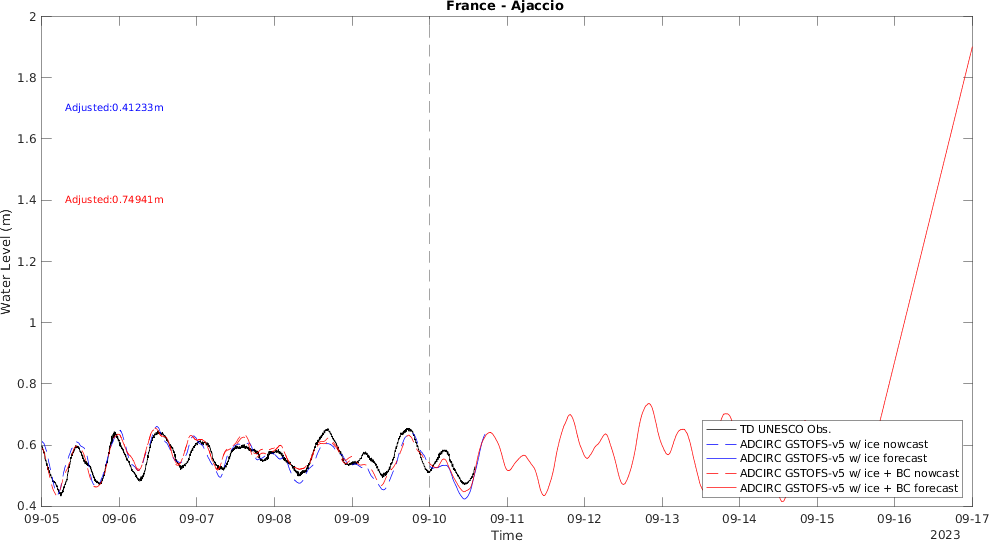 France - Ajaccio
2
1.8
1.6
1.4
1.2
1
0.8
0.6
0.4
Water Level (m)
Adjusted:0.41233m
Adjusted:0.74941m
TD UNESCO Obs.
ADCIRC GSTOFS-v5 w/ ice nowcast
ADCIRC GSTOFS-v5 w/ ice forecast
ADCIRC GSTOFS-v5 w/ ice + BC nowcast
ADCIRC GSTOFS-v5 w/ ice + BC forecast
09-05 09-06 09-07 09-08 09-09 09-10 09-11 09-12 09-13 09-14 09-15 09-16 09-17
Time
2023